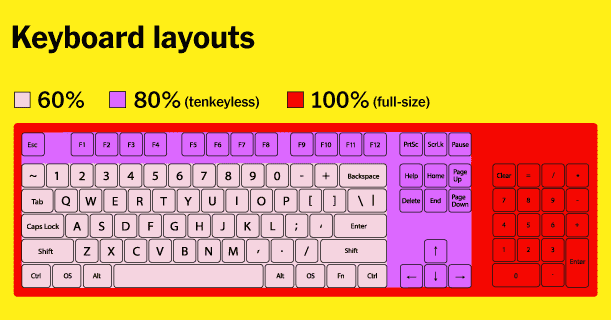 Keyboard layouts
60% 80% (tenkeyless) 100% (full-size)
Esc F1 F2 F3 F4 F5 F6 F7 F8 F9 F10 F11 F12 PrtSc Scr.k Pause
~ 1 2 3 4 5 6 7 8 9 0 - + Backspace Help Home Page Up Clear = / *
Tab Q W E R T Y U I O P [ ] \ | Delete End Page Down 7 8 9 -
Caps Lock A S D F G H J K L ; ' Enter 4 5 6 +
Shift Z X C V B N M , . / Shift ↑ 1 2 3 Enter
Ctrl OS Alt Alt OS Fn Ctrl ← ↓ → 0 .